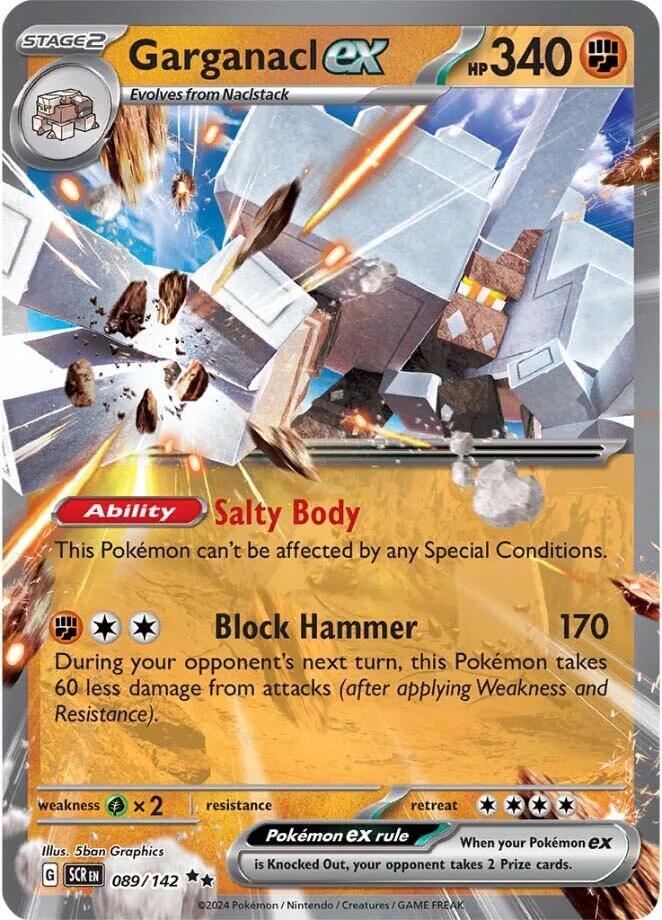 STAGE2
Garganacl ex
HP 340
Evolves from Naclstack
Ability Salty Body
This Pokémon can't be affected by any Special Conditions.
Block Hammer 170
During your opponent's next turn, this Pokémon takes
60 less damage from attacks (after applying Weakness and
Resistance).
weakness ×2 resistance retreat
Pokémon ex rule
When your Pokémon ex
is Knocked Out, your opponent takes 2 Prize cards.
Illus. 5ban Graphics
G SCR EN 089/142
©2024 Pokémon / Nintendo / Creatures / GAME FREAK